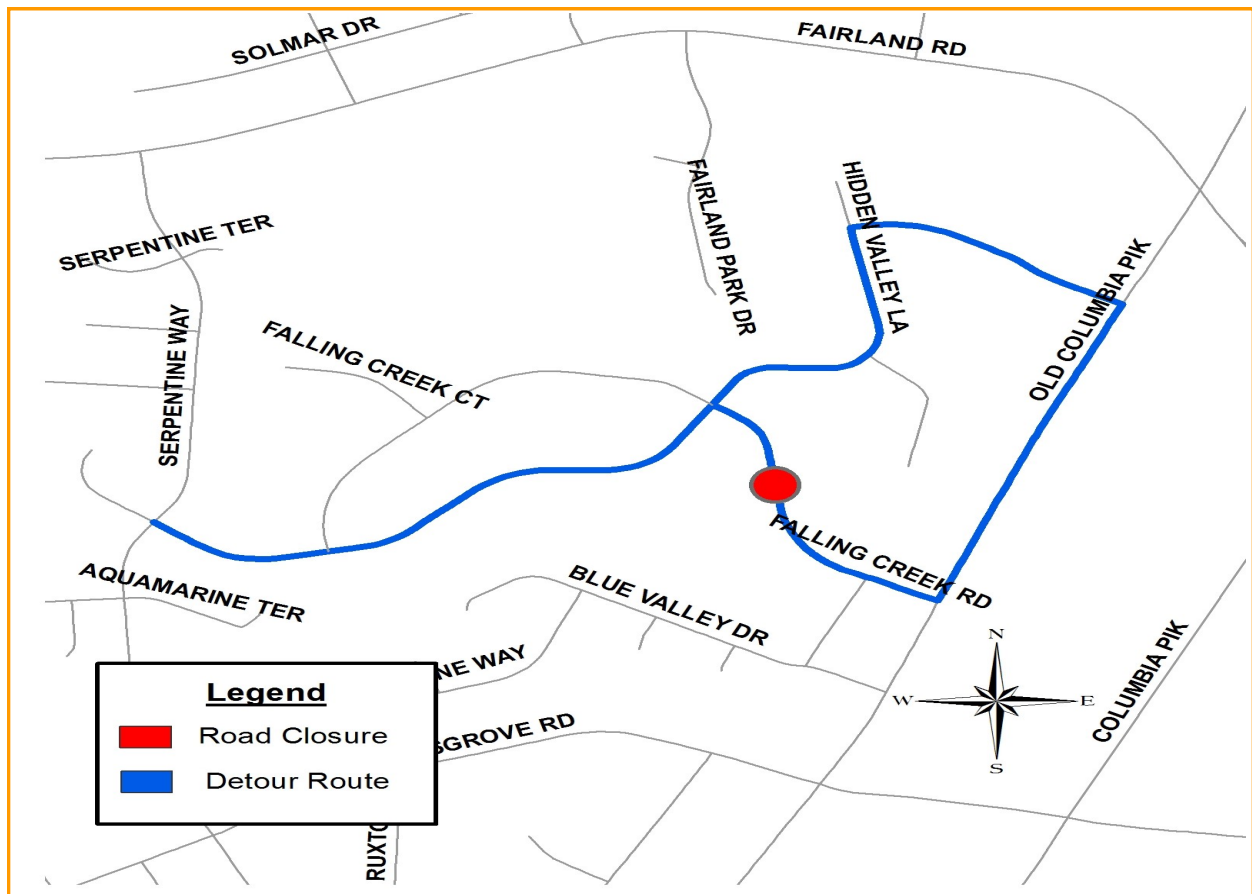 SOLMAR DR
FAIRLAND RD
FAIRLAND PARK DR
HIDDEN VALLEY LA
SERPENTINE TER
OLD COLUMBIA PIK
SERPENTINE WAY
FALLING CREEK CT
FALLING CREEK RD
AQUAMARINE TER
BLUE VALLEY DR
COLUMBIA PIK
NE WAY
SGROVE RD
RUXTO
N
W E
S
Legend
Road Closure
Detour Route